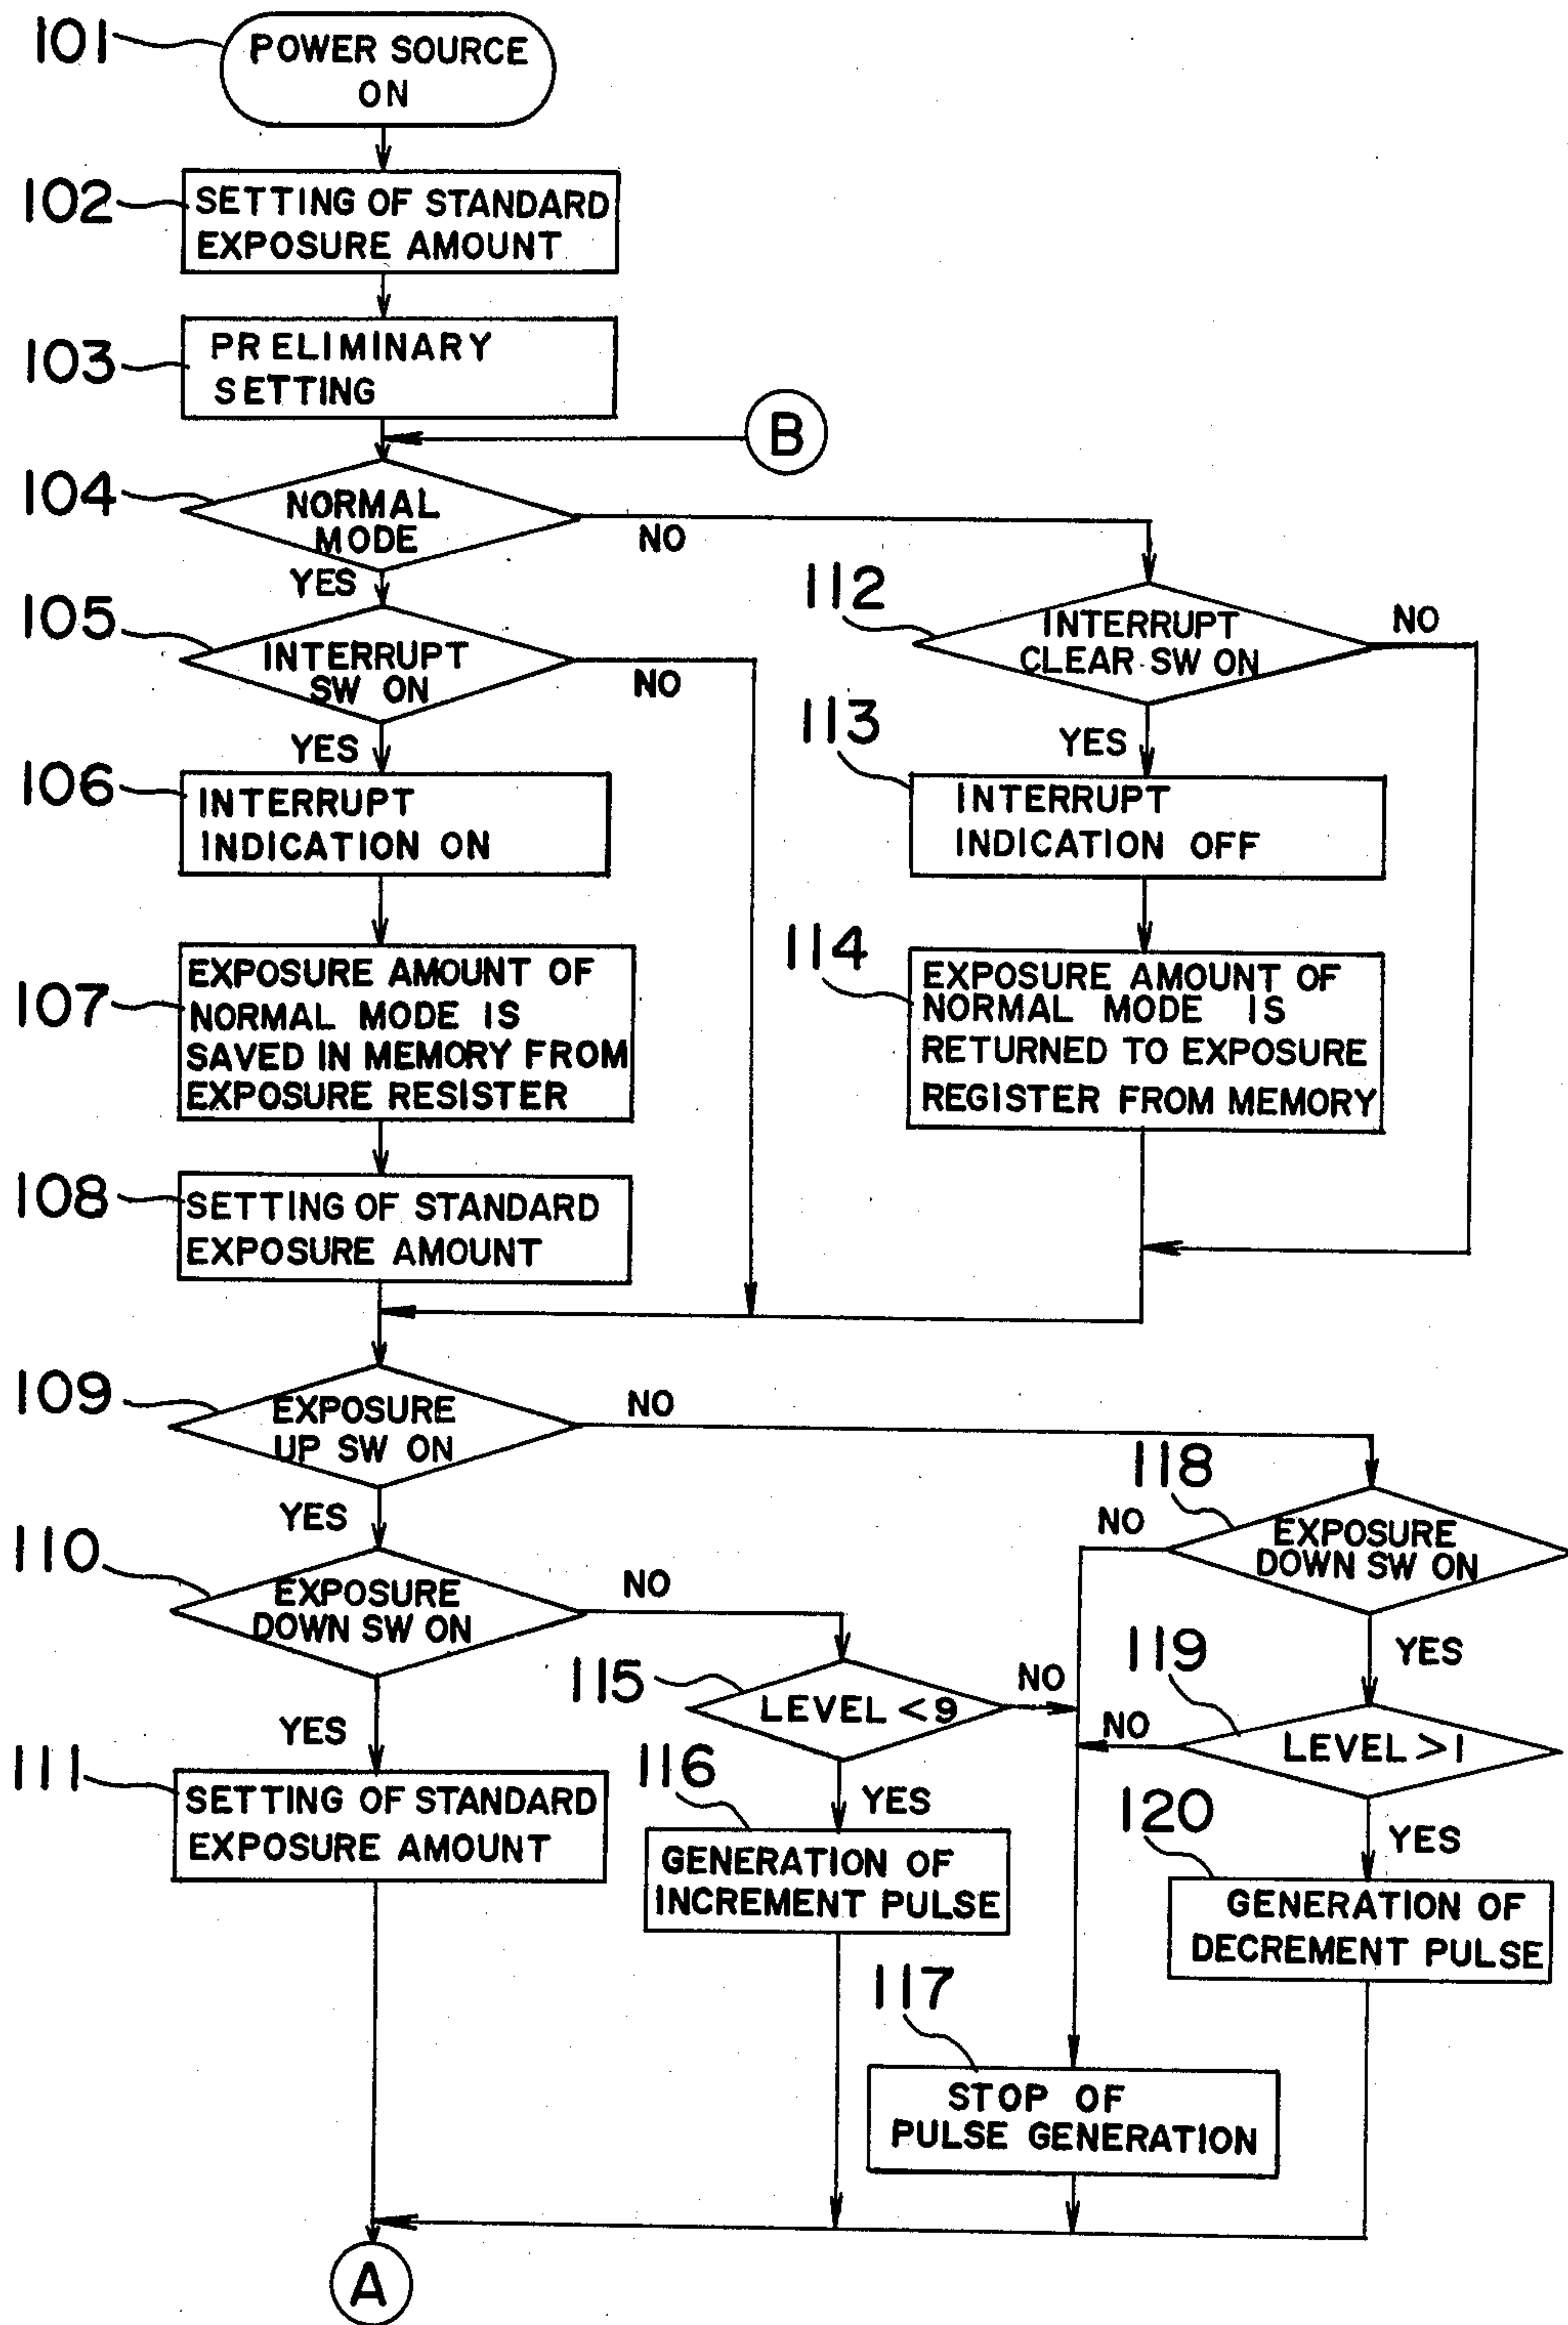 101
POWER SOURCE
ON
102
SETTING OF STANDARD
EXPOSURE AMOUNT
103
PRELIMINARY
SETTING
B
104
NORMAL
MODE
NO
YES
105
INTERRUPT
SW ON
NO
YES
106
INTERRUPT
INDICATION ON
107
EXPOSURE AMOUNT OF
NORMAL MODE IS
SAVED IN MEMORY FROM
EXPOSURE RESISTER
108
SETTING OF STANDARD
EXPOSURE AMOUNT
112
INTERRUPT
CLEAR SW ON
NO
YES
113
INTERRUPT
INDICATION OFF
114
EXPOSURE AMOUNT OF
NORMAL MODE IS
RETURNED TO EXPOSURE
REGISTER FROM MEMORY
109
EXPOSURE
UP SW ON
NO
YES
110
EXPOSURE
DOWN SW ON
NO
YES
111
SETTING OF STANDARD
EXPOSURE AMOUNT
115
LEVEL < 9
NO
YES
116
GENERATION OF
INCREMENT PULSE
118
NO
EXPOSURE
DOWN SW ON
YES
119
NO
LEVEL > 1
YES
120
GENERATION OF
DECREMENT PULSE
117
STOP OF
PULSE GENERATION
A